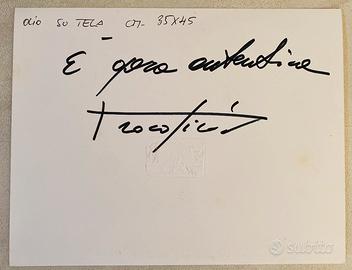 olio SU TELA CM- 35X45
È opera autentica
subito